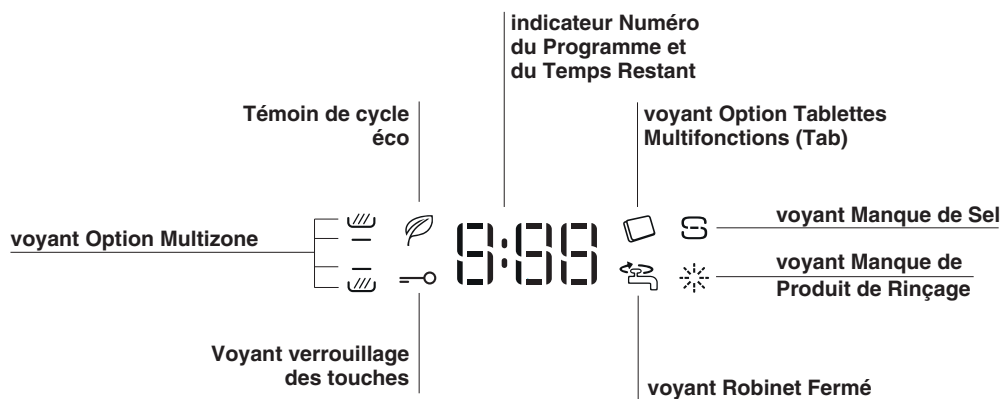 indicateur Numéro
du Programme et
du Temps Restant
Témoin de cycle
éco
voyant Option Tablettes
Multifonctions (Tab)
voyant Option Multizone
8:88
voyant Manque de Sel
voyant Manque de
Produit de Rinçage
Voyant verrouillage
des touches
voyant Robinet Fermé